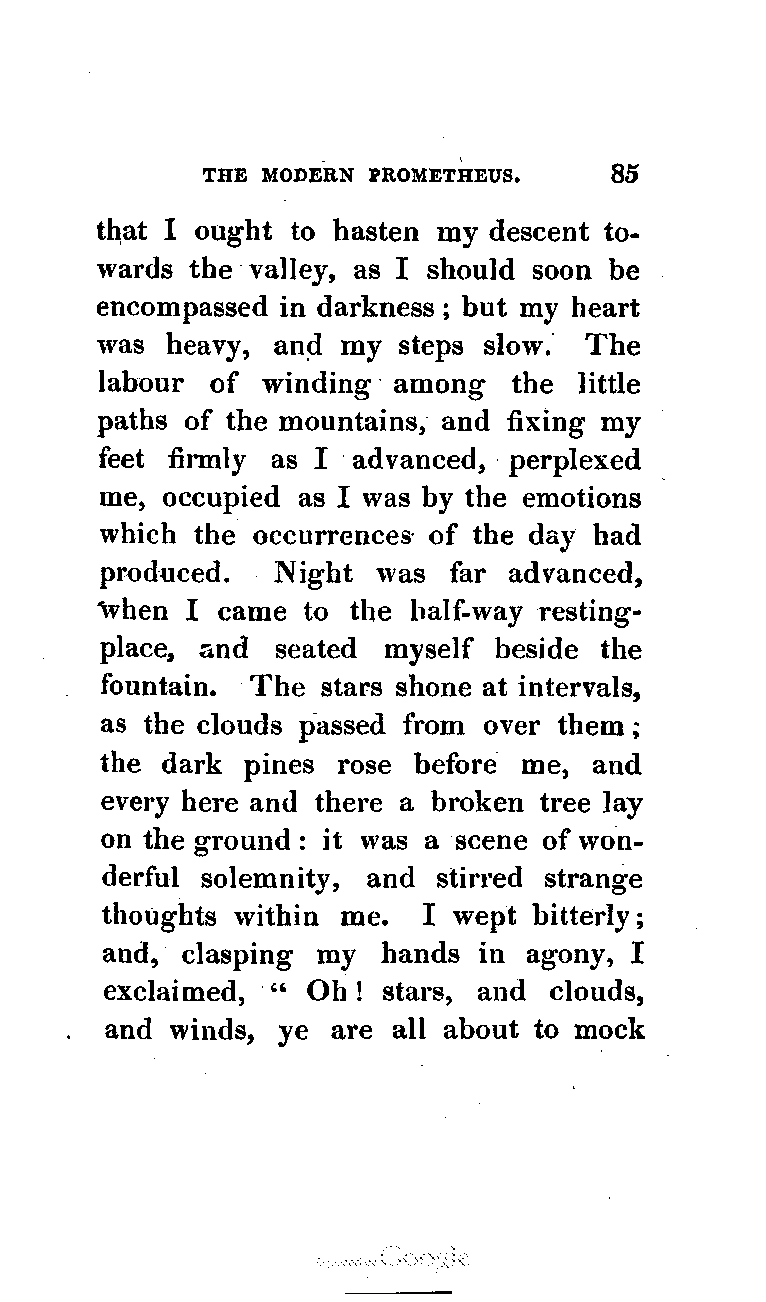 THE MODERN PROMETHEUS. 85
that I ought to hasten my descent to-
wards the valley, as I should soon be
encompassed in darkness; but my heart
was heavy, and my steps slow. The
labour of winding among the little
paths of the mountains, and fixing my
feet firmly as I advanced, perplexed
me, occupied as I was by the emotions
which the occurrences of the day had
produced. Night was far advanced,
when I came to the half-way resting-
place, and seated myself beside the
fountain. The stars shone at intervals,
as the clouds passed from over them;
the dark pines rose before me, and
every here and there a broken tree lay
on the ground: it was a scene of won-
derful solemnity, and stirred strange
thoughts within me. I wept bitterly;
and, clasping my hands in agony, I
exclaimed, “ Oh! stars, and clouds,
and winds, ye are all about to mock
Google